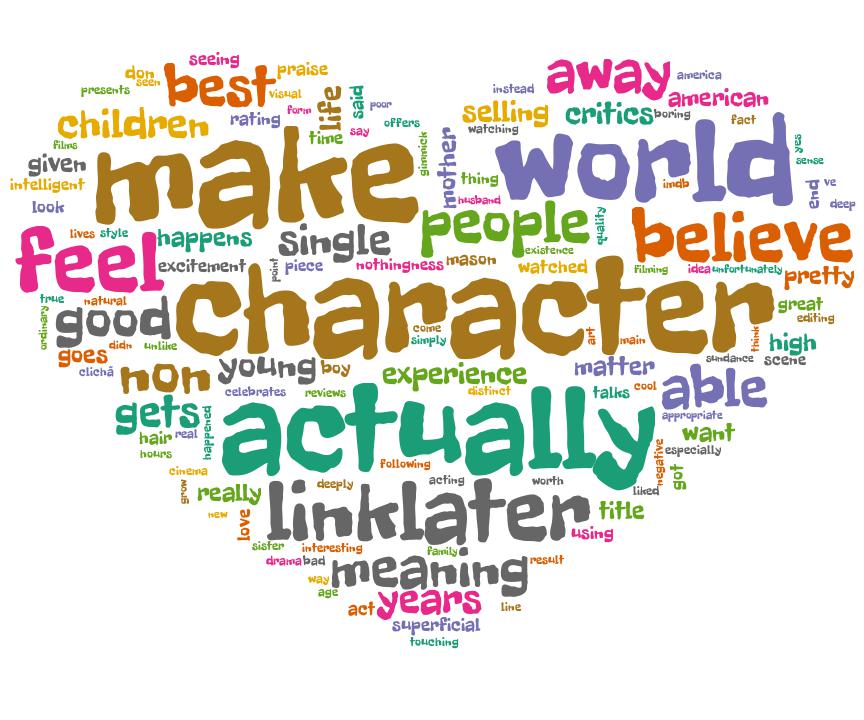 seeing
don
seen
best
praise
presents
visual
children
rating
form
life
said
poor
offers
time
say
films
given
intelligent
look
make
gimmick
mother
away
america
instead
american
selling
critics
boring
watching
fact
world
yes
sense
thing
imdb
end
ve
deep
husband
lives
style
feel
happens
single
people
existence
quality
believe
excitement
point
piece
nothingness
mason
watched
filming
idea
unfortunately
pretty
true
natural
ordinary
good
character
great
editing
come
simply
art
main
think
didn
unlike
goes
high
sundance
scene
clichã
non
young
boy
experience
matter
able
celebrates
reviews
distinct
talks
cool
appropriate
gets
happened
actually
want
hair
real
hours
especially
negative
following
cinema
grow
really
deeply
acting
worth
liked
got
new
love
linklater
title
using
sister
interesting
family
drama
bad
meaning
result
way
age
act
years
line
superficial
touching